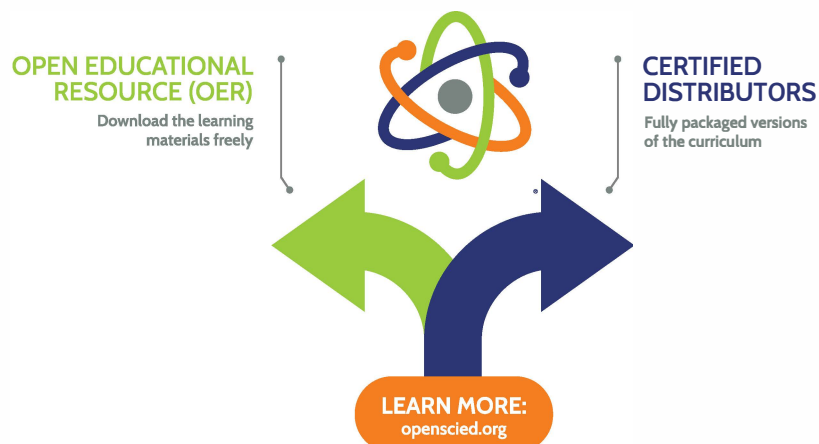 OPEN EDUCATIONAL
RESOURCE (OER)
Download the learning
materials freely
CERTIFIED
DISTRIBUTORS
Fully packaged versions
of the curriculum
®
LEARN MORE:
openscied.org